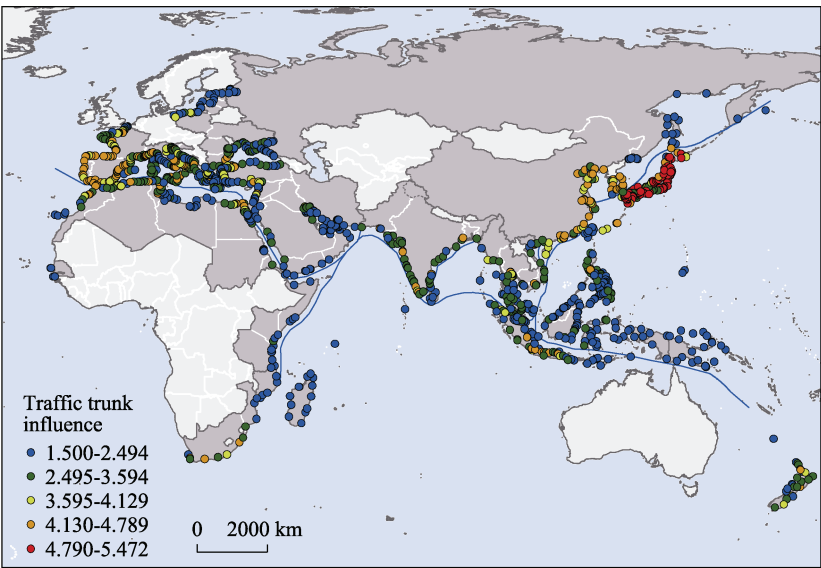 Traffic trunk
influence
1.500-2.494
2.495-3.594
3.595-4.129
4.130-4.789
4.790-5.472
0 2000 km